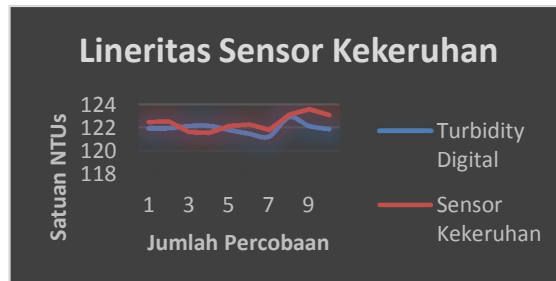 Lineritas Sensor Kekeruhan
Satuan NTUs
124
122
120
118
1 3 5 7 9
Jumlah Percobaan
Turbidity
Digital
Sensor
Kekeruhan